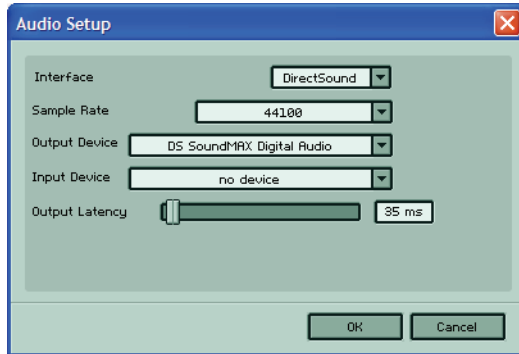 Audio Setup
Interface DirectSound
Sample Rate 44100
Output Device DS SoundMAX Digital Audio
Input Device no device
Output Latency 35 ms
OK Cancel